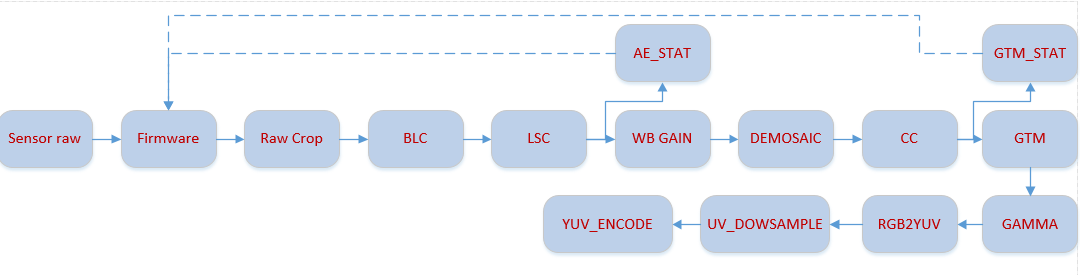 AE_STAT
GTM_STAT
Sensor raw
Firmware
Raw Crop
BLC
LSC
WB GAIN
DEMOSAIC
CC
GTM
YUV_ENCODE
UV_DOWSAMPLE
RGB2YUV
GAMMA